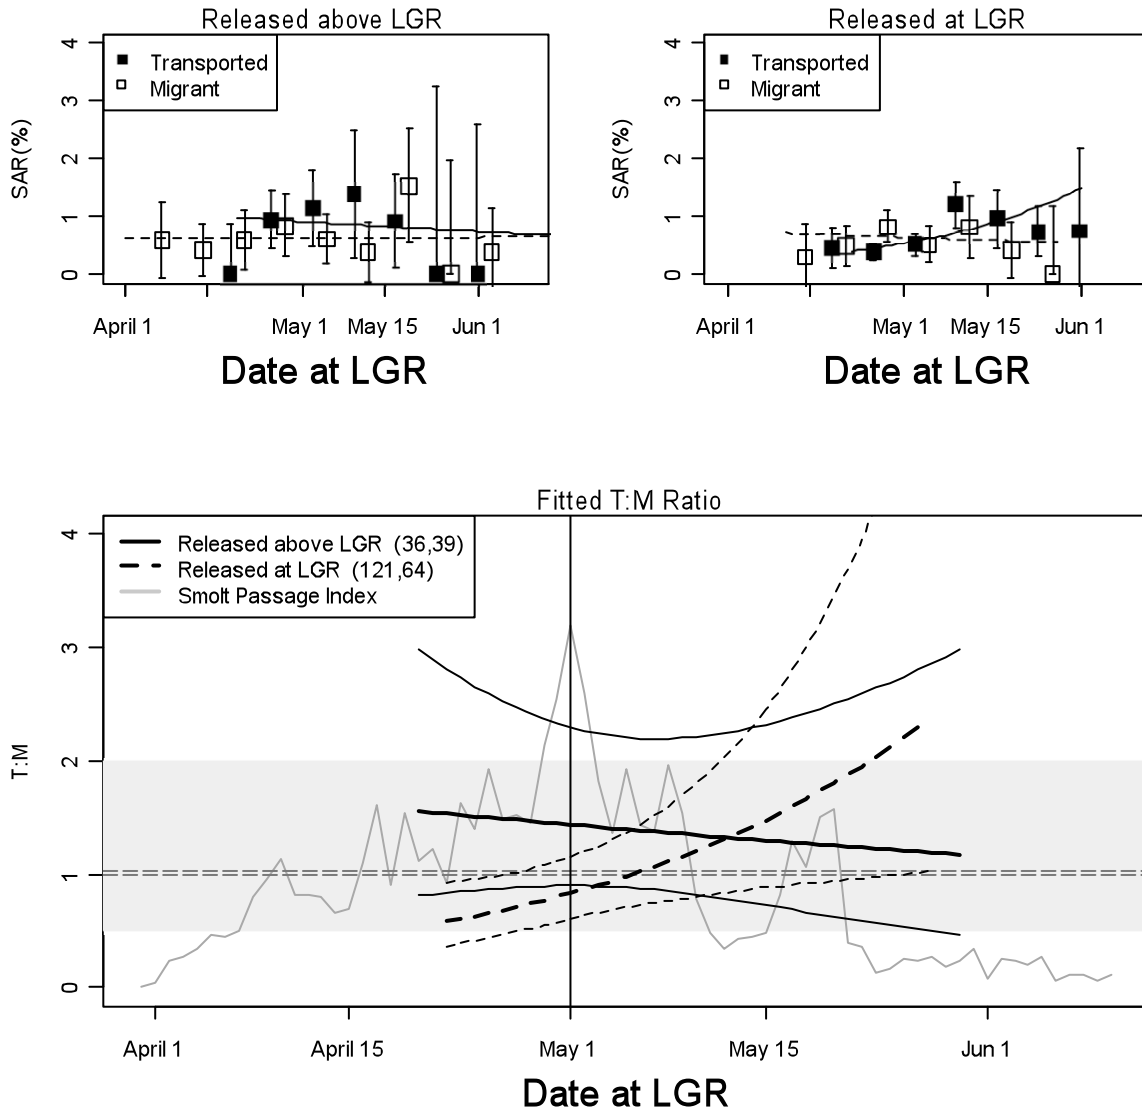 Released above LGR
Released at LGR
4
3
2
1
0
SAR(%)
Transported
Migrant
April 1
May 1
May 15
Jun 1
Date at LGR
4
3
2
1
0
SAR(%)
Transported
Migrant
April 1
May 1
May 15
Jun 1
Date at LGR
Fitted T:M Ratio
4
3
2
1
0
T:M
Released above LGR (36,39)
Released at LGR (121,64)
Smolt Passage Index
April 1
April 15
May 1
May 15
Jun 1
Date at LGR